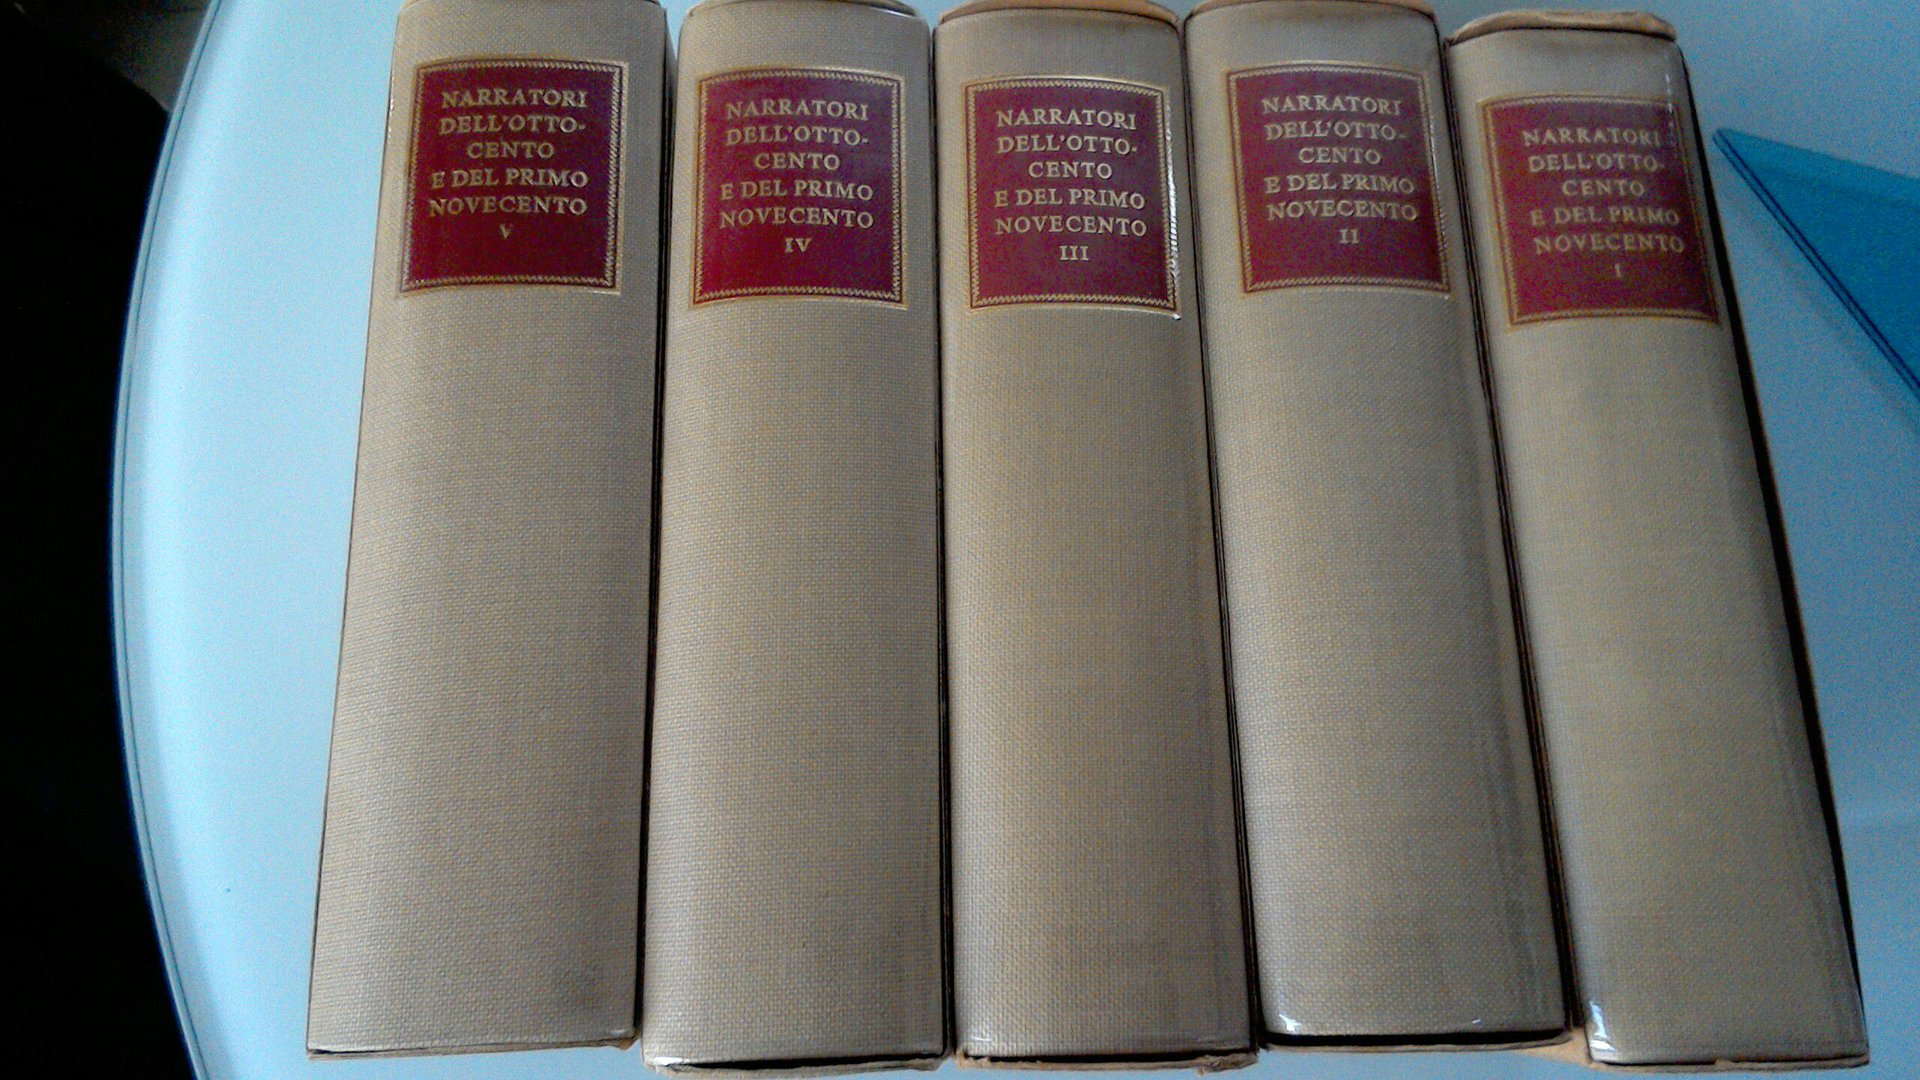 NARRATORI
DELL'OTTO-
CENTO
E DEL PRIMO
NOVECENTO
V
NARRATORI
DELL'OTTO-
CENTO
E DEL PRIMO
NOVECENTO
IV
NARRATORI
DELL'OTTO-
CENTO
E DEL PRIMO
NOVECENTO
III
NARRATORI
DELL'OTTO-
CENTO
E DEL PRIMO
NOVECENTO
II
NARRATORI
DELL'OTTO-
CENTO
E DEL PRIMO
NOVECENTO
I